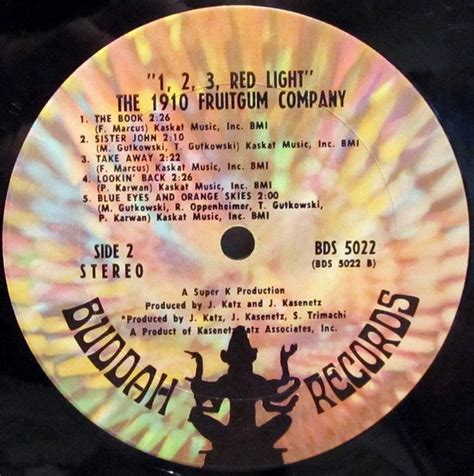 "1, 2, 3, RED LIGHT"
THE 1910 FRUITGUM COMPANY
1. THE BOOK 2:26
(F. Marcus) Kaskat Music, Inc. BMI
2. SISTER JOHN 2:10
(M. Gutkowski, T. Gutkowski) Kaskat Music, Inc. BMI
3. TAKE AWAY 2:22
(F. Marcus) Kaskat Music, Inc. BMI
4. LOOKIN' BACK 2:26
(P. Karwan) Kaskat Music, Inc. BMI
5. BLUE EYES AND ORANGE SKIES 2:00
(M. Gutkowski, R. Oppenheimer, T. Gutkowski,
P. Karwan) Kaskat Music, Inc. BMI
SIDE 2
STEREO
BDS 5022
(BDS 5022 B)
A Super K Production
Produced by J. Katz and J. Kasenetz
*Produced by J. Katz, J. Kasenetz, S. Trimachi
A Product of Kasenetz Katz Associates, Inc.
BUDDAH RECORDS